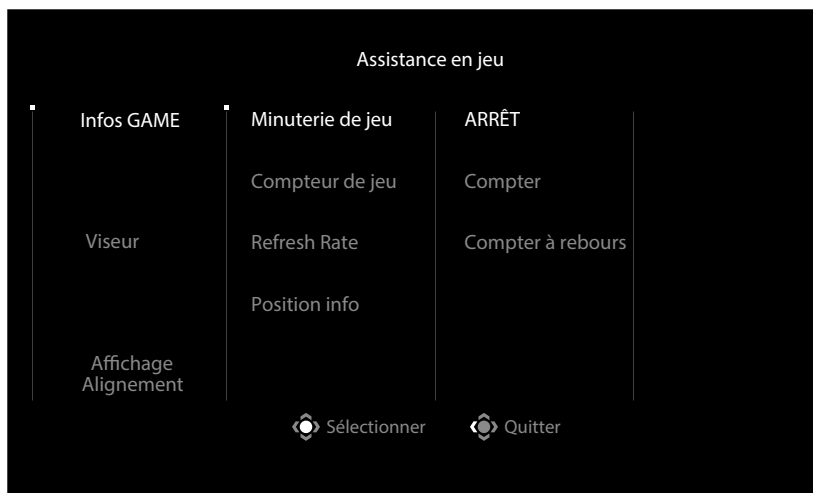 Assistance en jeu
Infos GAME
Minuterie de jeu
ARRÊT
Compteur de jeu
Compter
Viseur
Refresh Rate
Compter à rebours
Position info
Affichage
Alignement
Sélectionner
Quitter